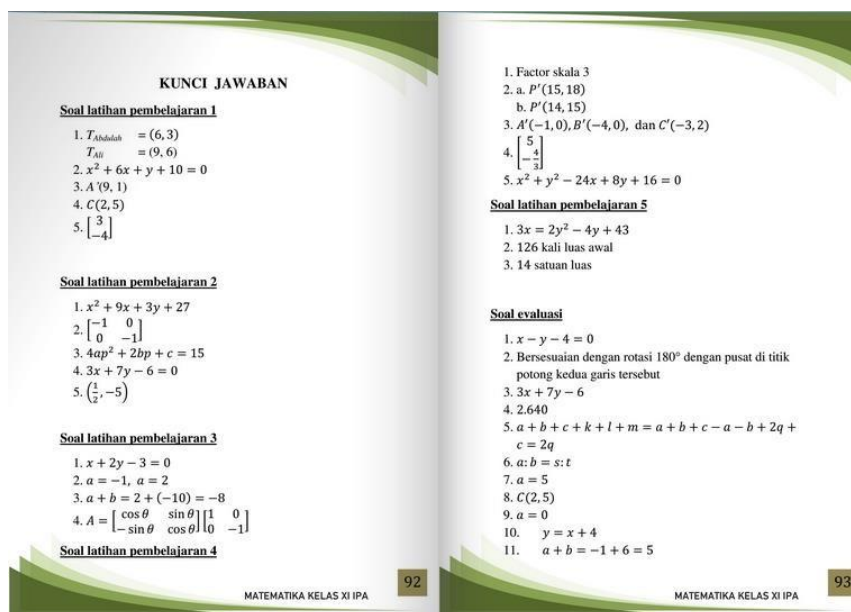 KUNCI JAWABAN
Soal latihan pembelajaran 1
1. T_Abdulah = (6, 3)
T_Ali = (9, 6)
2. x² + 6x + y + 10 = 0
3. A′(9, 1)
4. C(2, 5)
5. [3
−4]
Soal latihan pembelajaran 2
1. x² + 9x + 3y + 27
2. [−1 0
0 −1]
3. 4ap² + 2bp + c = 15
4. 3x + 7y − 6 = 0
5. (1/2, −5)
Soal latihan pembelajaran 3
1. x + 2y − 3 = 0
2. a = −1, a = 2
3. a + b = 2 + (−10) = −8
4. A = [cos θ sin θ
− sin θ cos θ] [1 0
0 −1]
Soal latihan pembelajaran 4
MATEMATIKA KELAS XI IPA
92
1. Factor skala 3
2. a. P′(15, 18)
b. P′(14, 15)
3. A′(−1, 0), B′(−4, 0), dan C′(−3, 2)
4. [5
−4/3]
5. x² + y² − 24x + 8y + 16 = 0
Soal latihan pembelajaran 5
1. 3x = 2y² − 4y + 43
2. 126 kali luas awal
3. 14 satuan luas
Soal evaluasi
1. x − y − 4 = 0
2. Bersesuaian dengan rotasi 180° dengan pusat di titik
potong kedua garis tersebut
3. 3x + 7y − 6
4. 2.640
5. a + b + c + k + l + m = a + b + c − a − b + 2q +
c = 2q
6. a: b = s: t
7. a = 5
8. C(2, 5)
9. a = 0
10. y = x + 4
11. a + b = −1 + 6 = 5
MATEMATIKA KELAS XI IPA
93